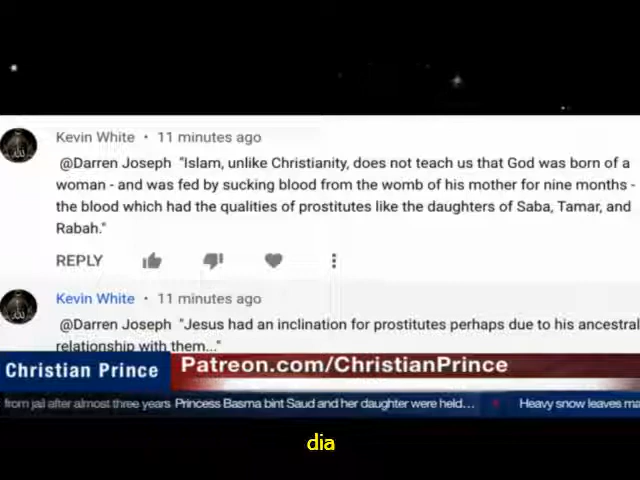 Kevin White • 11 minutes ago
@Darren Joseph "Islam, unlike Christianity, does not teach us that God was born of a
woman - and was fed by sucking blood from the womb of his mother for nine months -
the blood which had the qualities of prostitutes like the daughters of Saba, Tamar, and
Rabah."
REPLY
Kevin White • 11 minutes ago
@Darren Joseph "Jesus had an inclination for prostitutes perhaps due to his ancestral
relationship with them..."
Christian Prince
Patreon.com/ChristianPrince
from jail after almost three years Princess Basma bint Saud and her daughter were held... Heavy snow leaves
dia